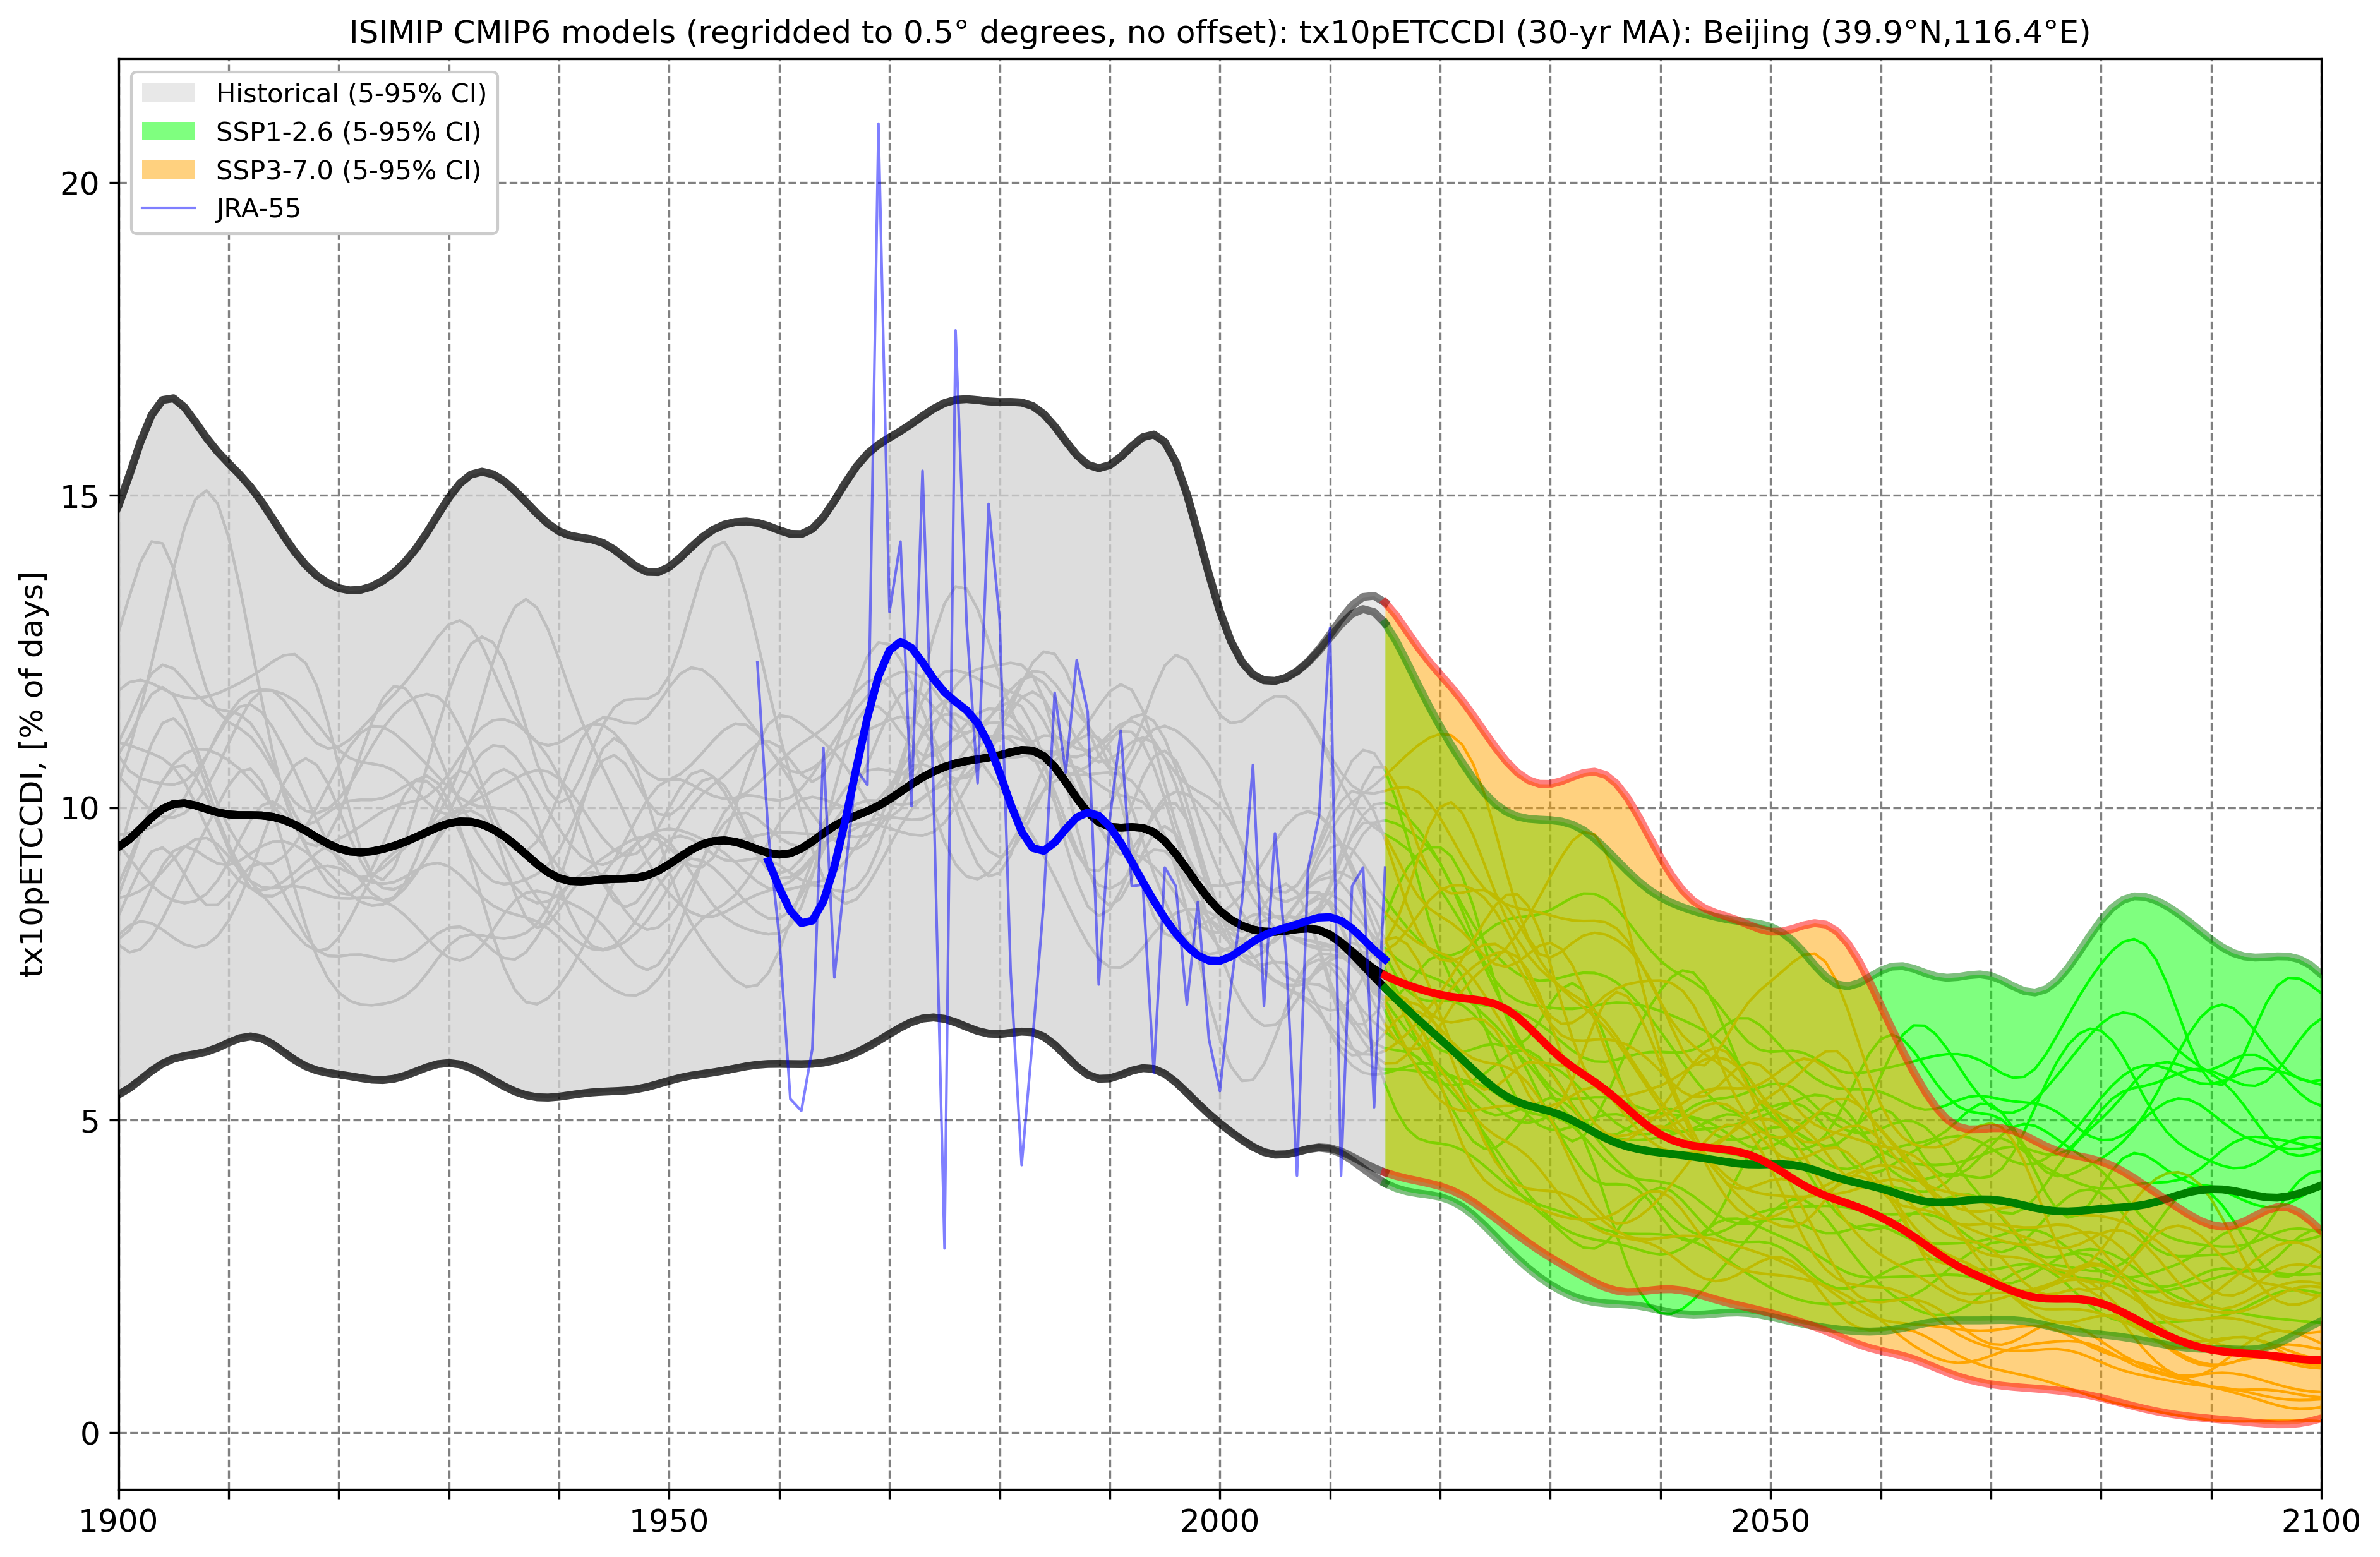 ISIMIP CMIP6 models (regridded to 0.5° degrees, no offset): tx10pETCCDI (30-yr MA): Beijing (39.9°N,116.4°E)
Historical (5-95% CI)
SSP1-2.6 (5-95% CI)
SSP3-7.0 (5-95% CI)
JRA-55
tx10pETCCDI, [% of days]
20
15
10
5
0
1900
1950
2000
2050
2100